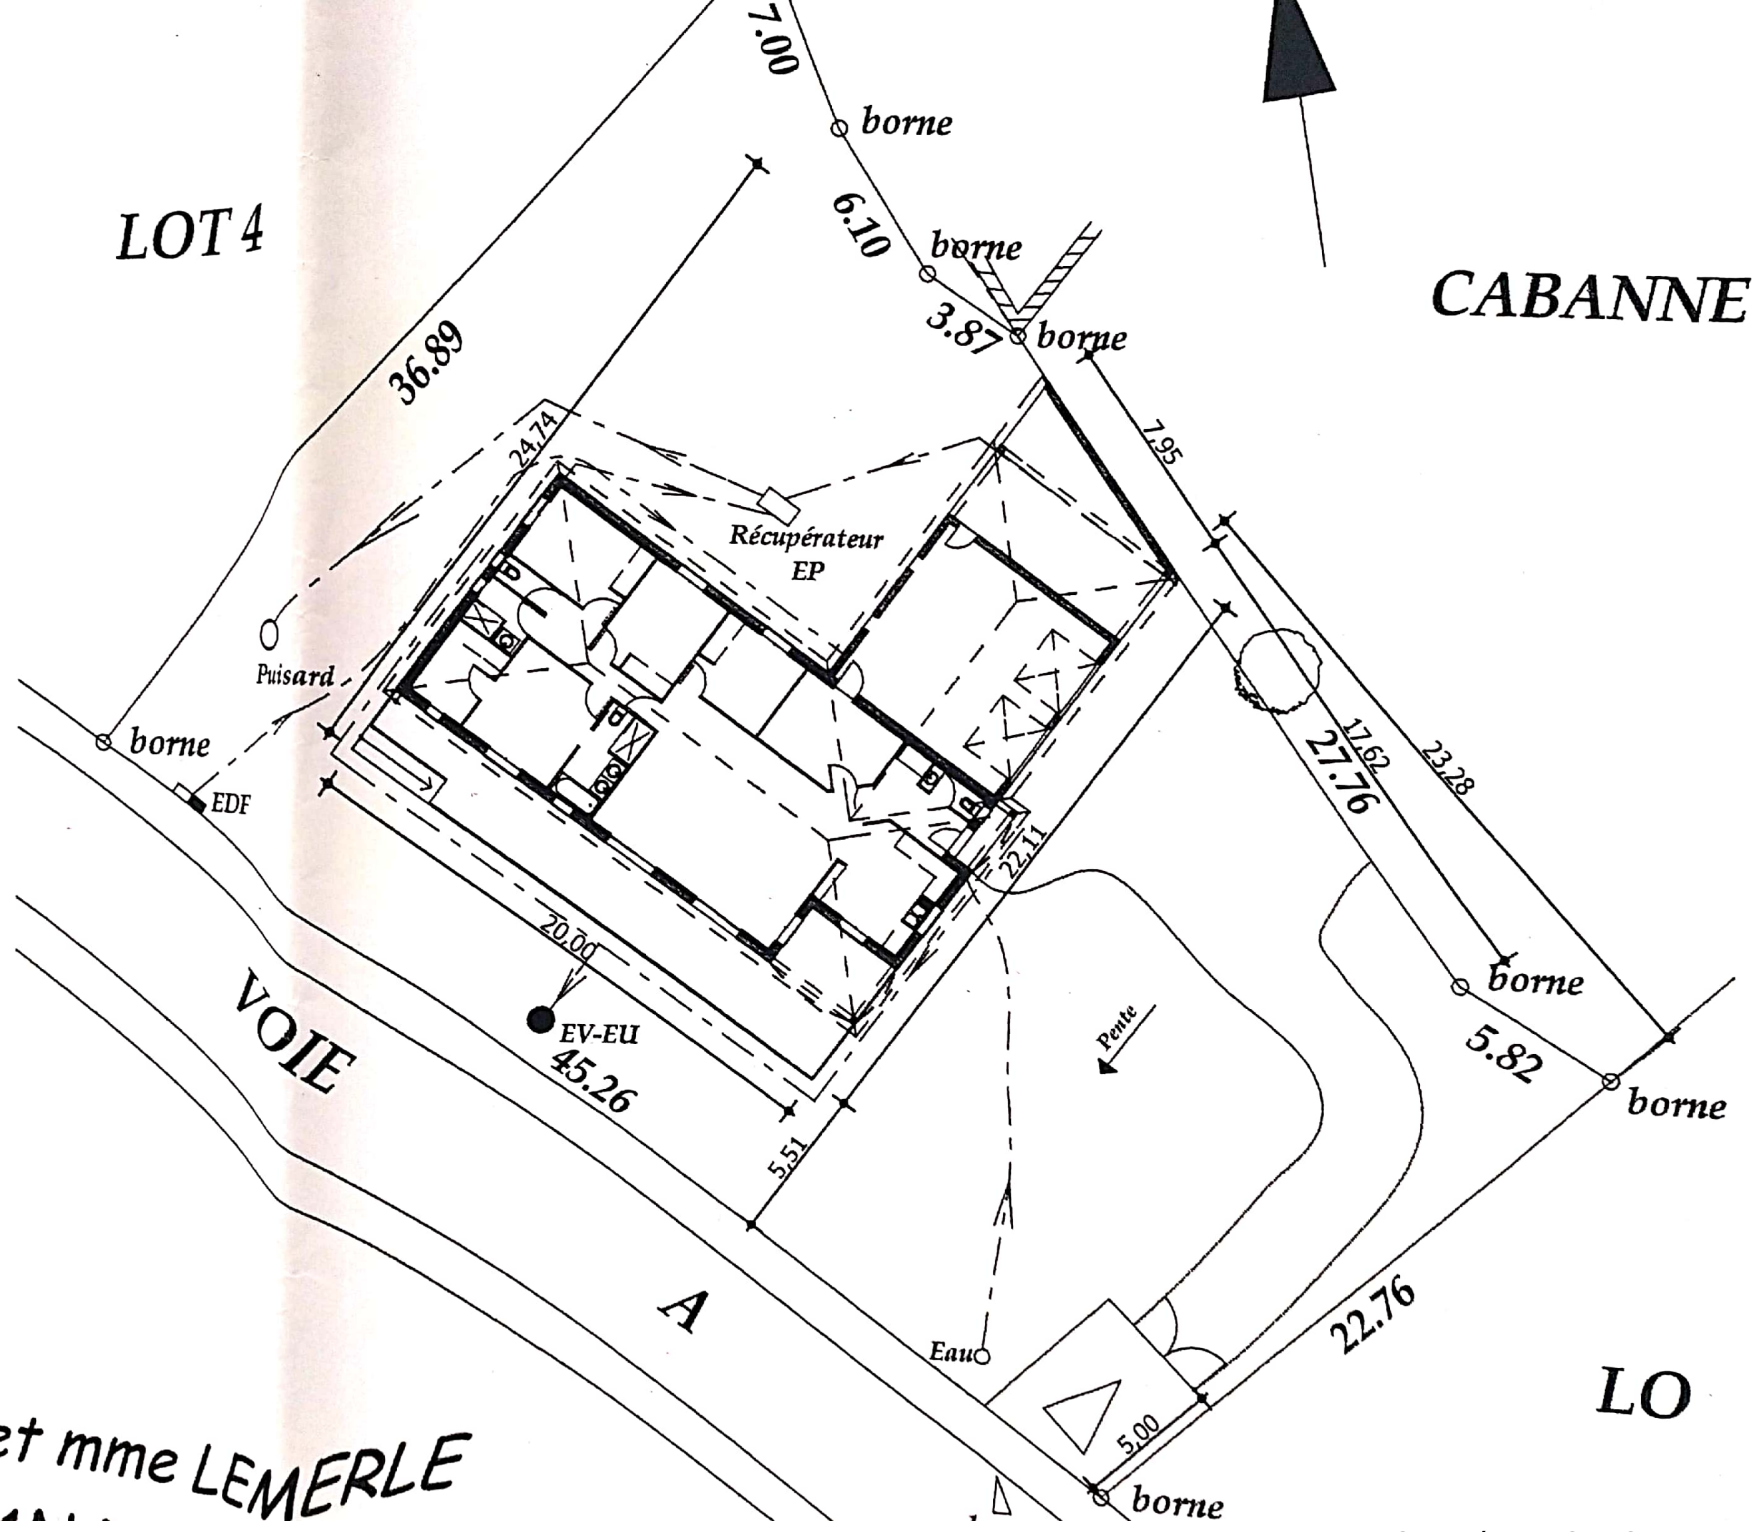 7.00
borne
LOT 4
6.10
borne
CABANNE
3.87
borne
36.89
7,95
24,74
Récupérateur
EP
Puisard
borne
17,62
27.76
23,28
EDF
22,11
20,00
borne
VOIE
EV-EU
45.26
Pente
5.82
borne
5,51
A
Eau
22.76
LO
5,00
et mme LEMERLE
borne